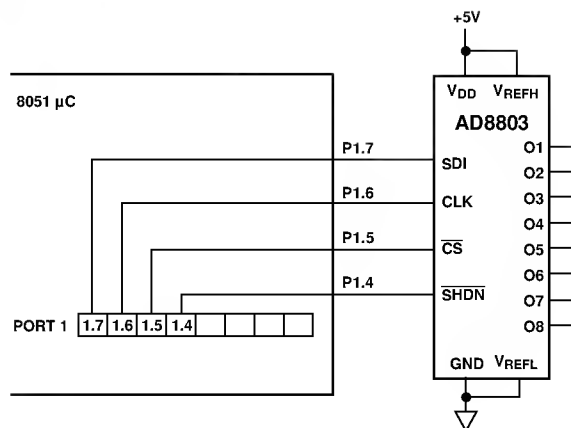 +5V
8051 µC
VDD
VREFH
AD8803
P1.7
SDI
O1
O2
P1.6
CLK
O3
O4
P1.5
CS
O5
O6
P1.4
SHDN
O7
PORT 1
1.7 1.6 1.5 1.4
O8
GND
VREFL